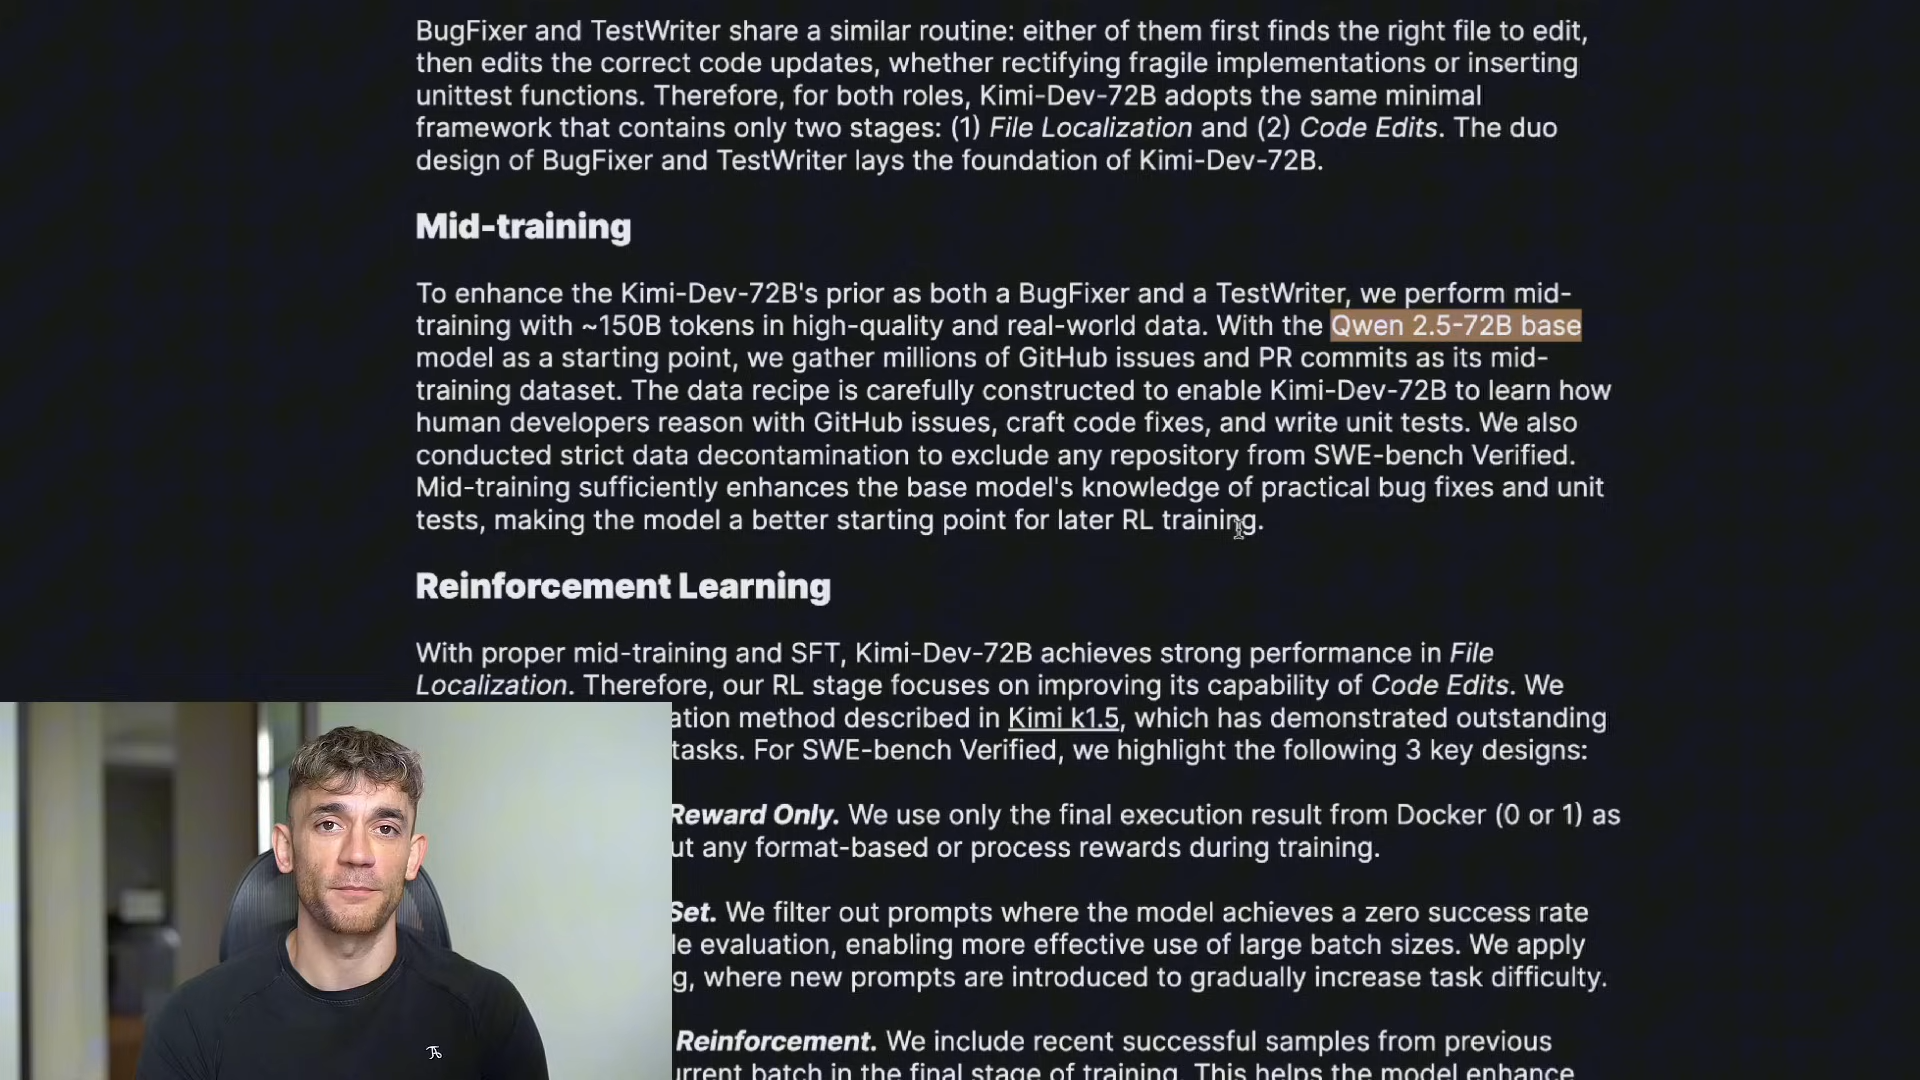 BugFixer and TestWriter share a similar routine: either of them first finds the right file to edit,
then edits the correct code updates, whether rectifying fragile implementations or inserting
unittest functions. Therefore, for both roles, Kimi-Dev-72B adopts the same minimal
framework that contains only two stages: (1) File Localization and (2) Code Edits. The duo
design of BugFixer and TestWriter lays the foundation of Kimi-Dev-72B.
Mid-training
To enhance the Kimi-Dev-72B's prior as both a BugFixer and a TestWriter, we perform mid-
training with ~150B tokens in high-quality and real-world data. With the Qwen 2.5-72B base
model as a starting point, we gather millions of GitHub issues and PR commits as its mid-
training dataset. The data recipe is carefully constructed to enable Kimi-Dev-72B to learn how
human developers reason with GitHub issues, craft code fixes, and write unit tests. We also
conducted strict data decontamination to exclude any repository from SWE-bench Verified.
Mid-training sufficiently enhances the base model's knowledge of practical bug fixes and unit
tests, making the model a better starting point for later RL training.
Reinforcement Learning
With proper mid-training and SFT, Kimi-Dev-72B achieves strong performance in File
Localization. Therefore, our RL stage focuses on improving its capability of Code Edits. We
ation method described in Kimi k1.5, which has demonstrated outstanding
tasks. For SWE-bench Verified, we highlight the following 3 key designs:
Reward Only. We use only the final execution result from Docker (0 or 1) as
ut any format-based or process rewards during training.
Set. We filter out prompts where the model achieves a zero success rate
le evaluation, enabling more effective use of large batch sizes. We apply
g, where new prompts are introduced to gradually increase task difficulty.
Reinforcement. We include recent successful samples from previous
urrent batch in the final stage of training. This helps the model enhance